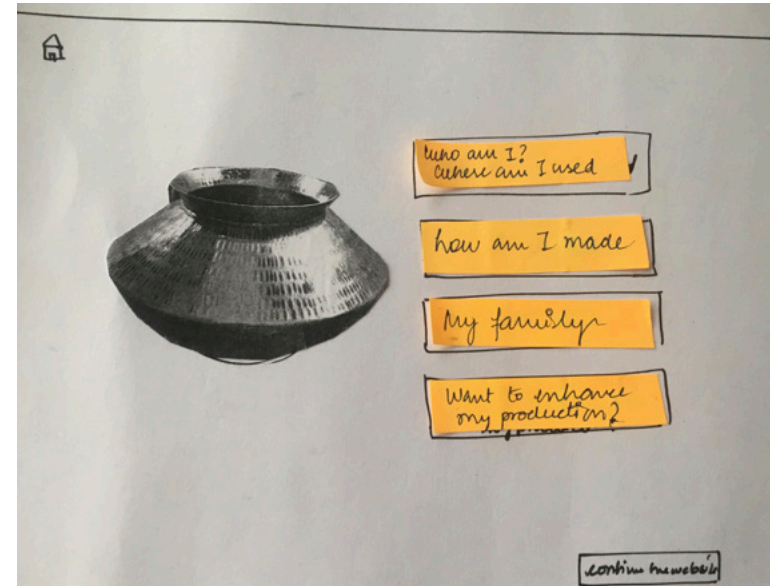 who am I?
where am I used
how am I made
My family
Want to enhance
my production?